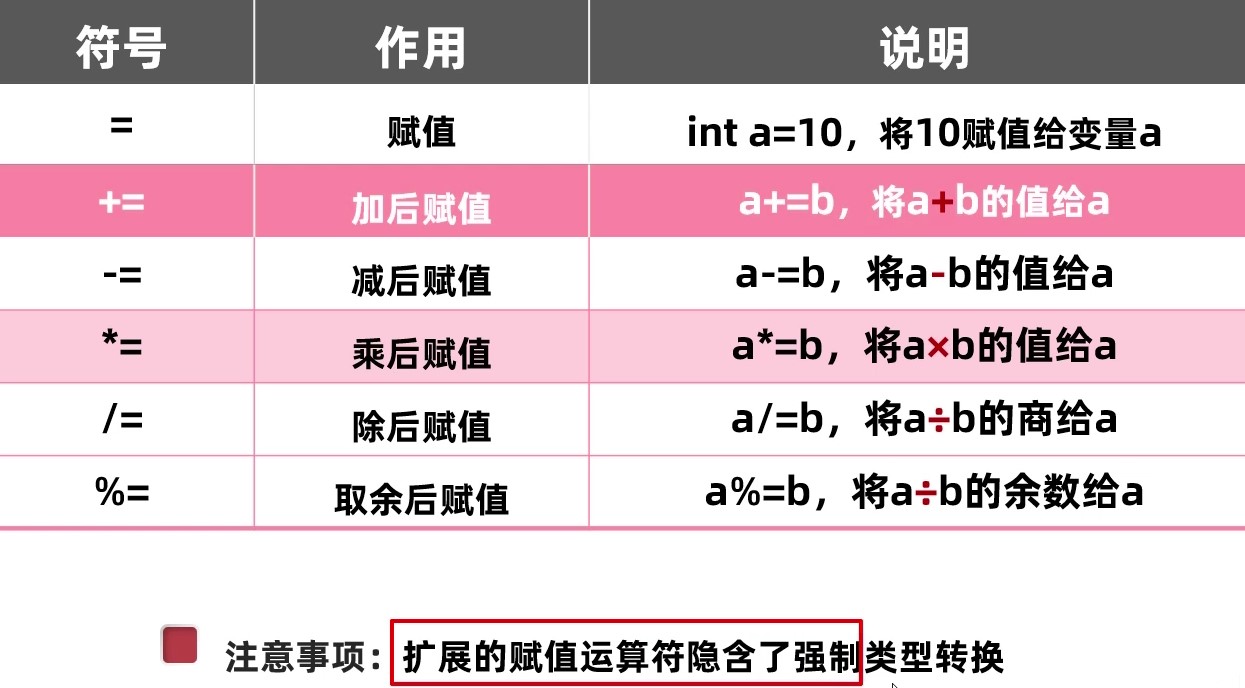 符号 作用 说明
= 赋值 int a=10，将10赋值给变量a
+= 加后赋值 a+=b，将a+b的值给a
-= 减后赋值 a-=b，将a-b的值给a
*= 乘后赋值 a*=b，将a×b的值给a
/= 除后赋值 a/=b，将a÷b的商给a
%= 取余后赋值 a%=b，将a÷b的余数给a
注意事项：扩展的赋值运算符隐含了强制类型转换